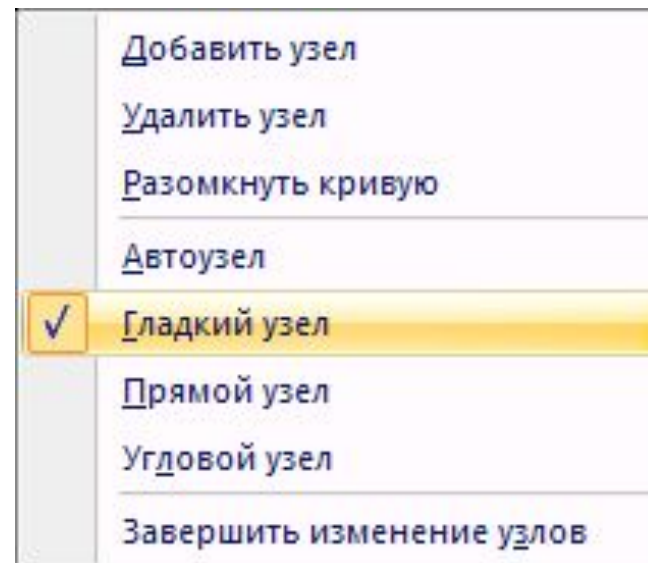 Добавить узел
Удалить узел
Разомкнуть кривую
Автоузел
Гладкий узел
Прямой узел
Угловой узел
Завершить изменение узлов